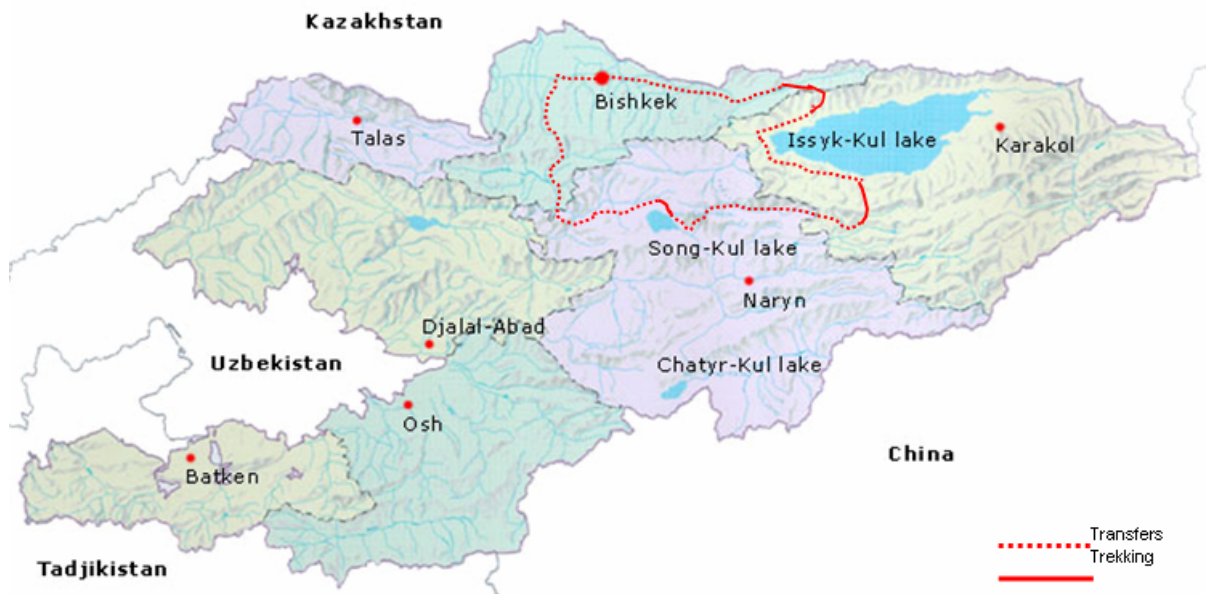 Kazakhstan
Bishkek
Talas
Issyk-Kul lake
Karakol
Song-Kul lake
Naryn
Djalal-Abad
Uzbekistan
Chatyr-Kul lake
Osh
China
Batken
Transfers
Trekking
Tadjikistan